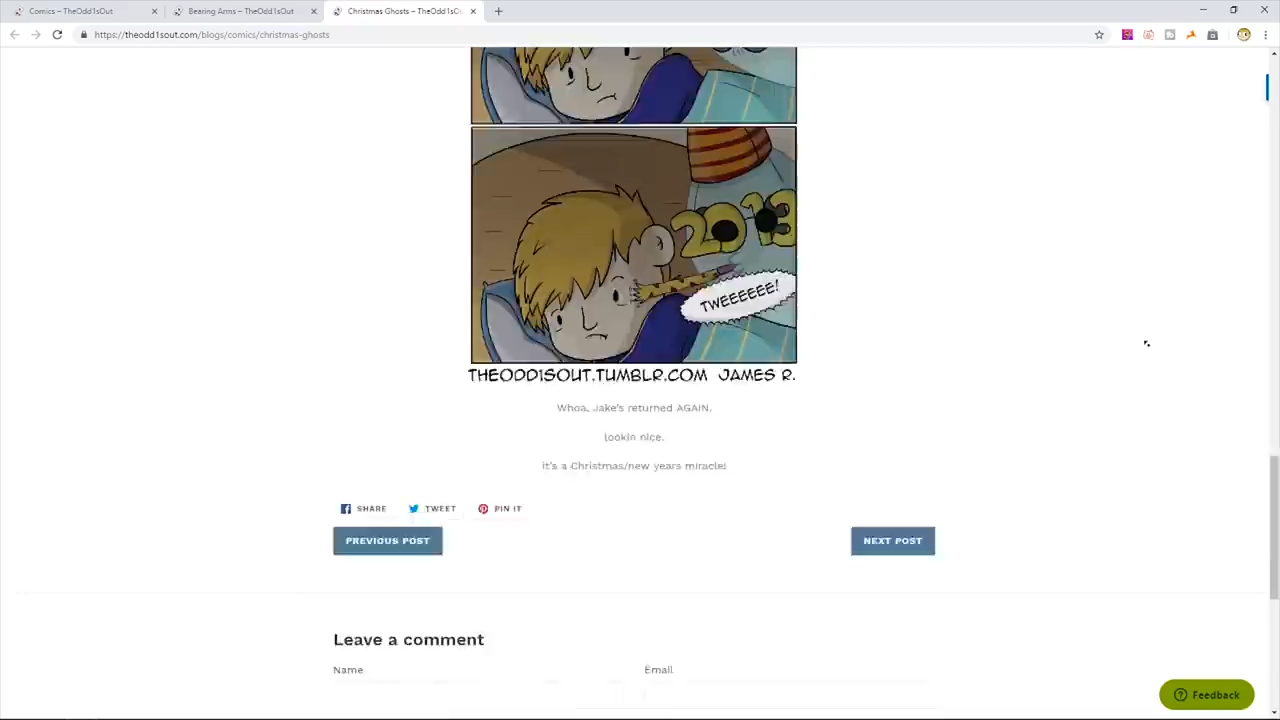 Comics – TheOdd1sOut
Bearing Arms – TheOdd1sOut
Christmas Ghosts – TheOdd1sO
https://theodd1sout.com/blogs/comics/christmas-ghosts
2013
TWEEEEEE!
THEODD1SOUT.TUMBLR.COM JAMES R.
Whoa, Jake's returned AGAIN.
Lookin nice.
It's a Christmas/new years miracle!
SHARE TWEET PIN IT
PREVIOUS POST NEXT POST
Leave a comment
Name Email
Feedback